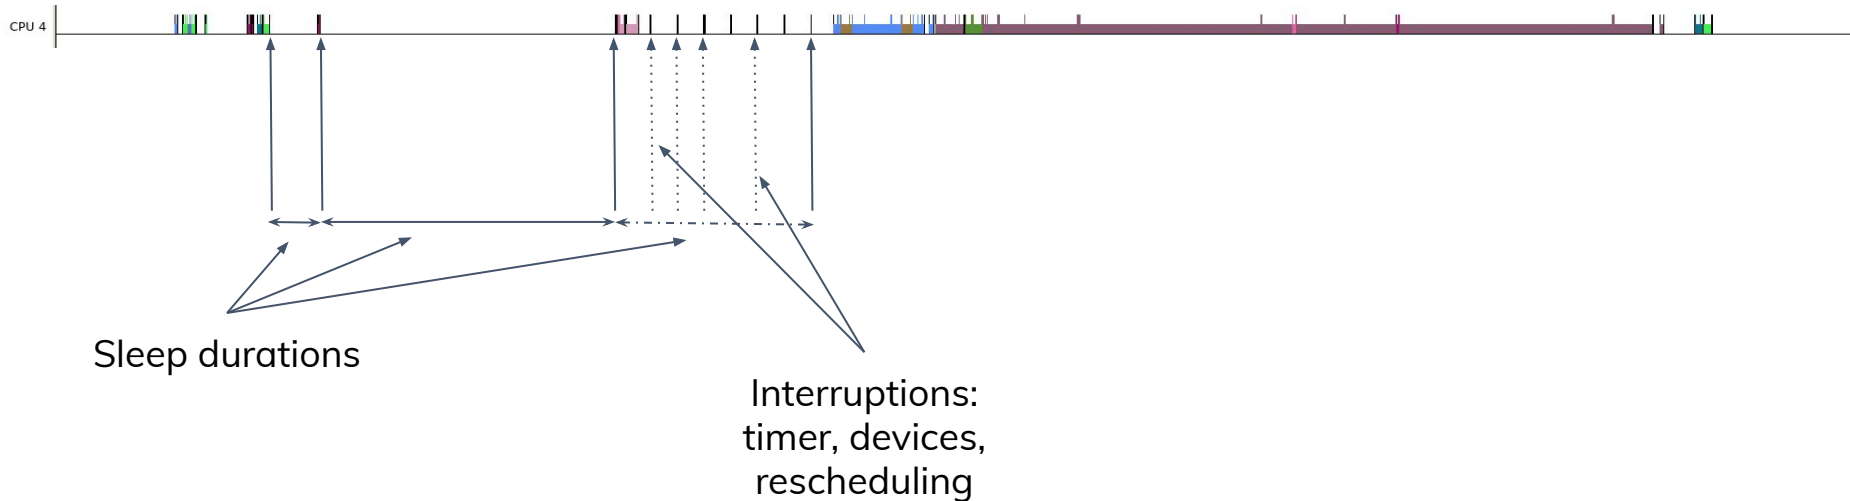 CPU 4
Sleep durations
Interruptions:
timer, devices,
rescheduling